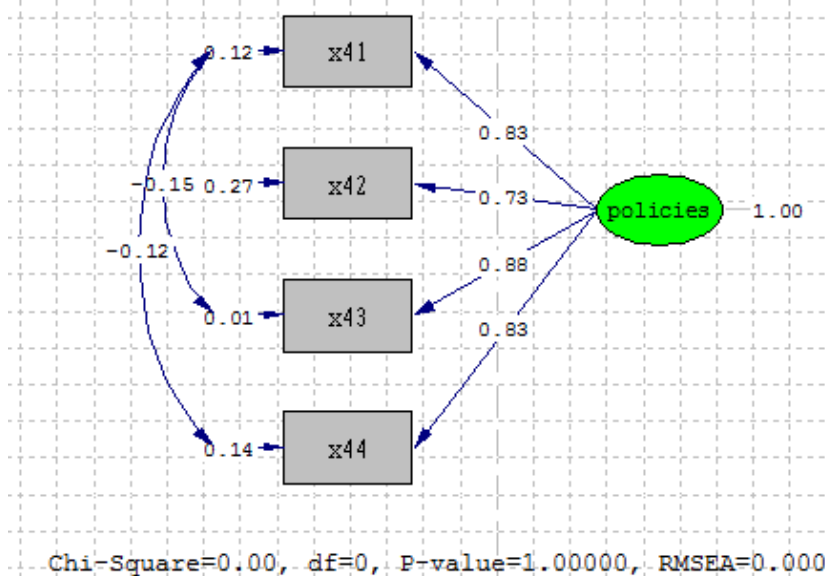 0.12 x41
0.83
-0.15 0.27 x42
0.73
policies 1.00
-0.12
0.88
0.01 x43
0.83
0.14 x44
Chi-Square=0.00, df=0, P-value=1.00000, RMSEA=0.000